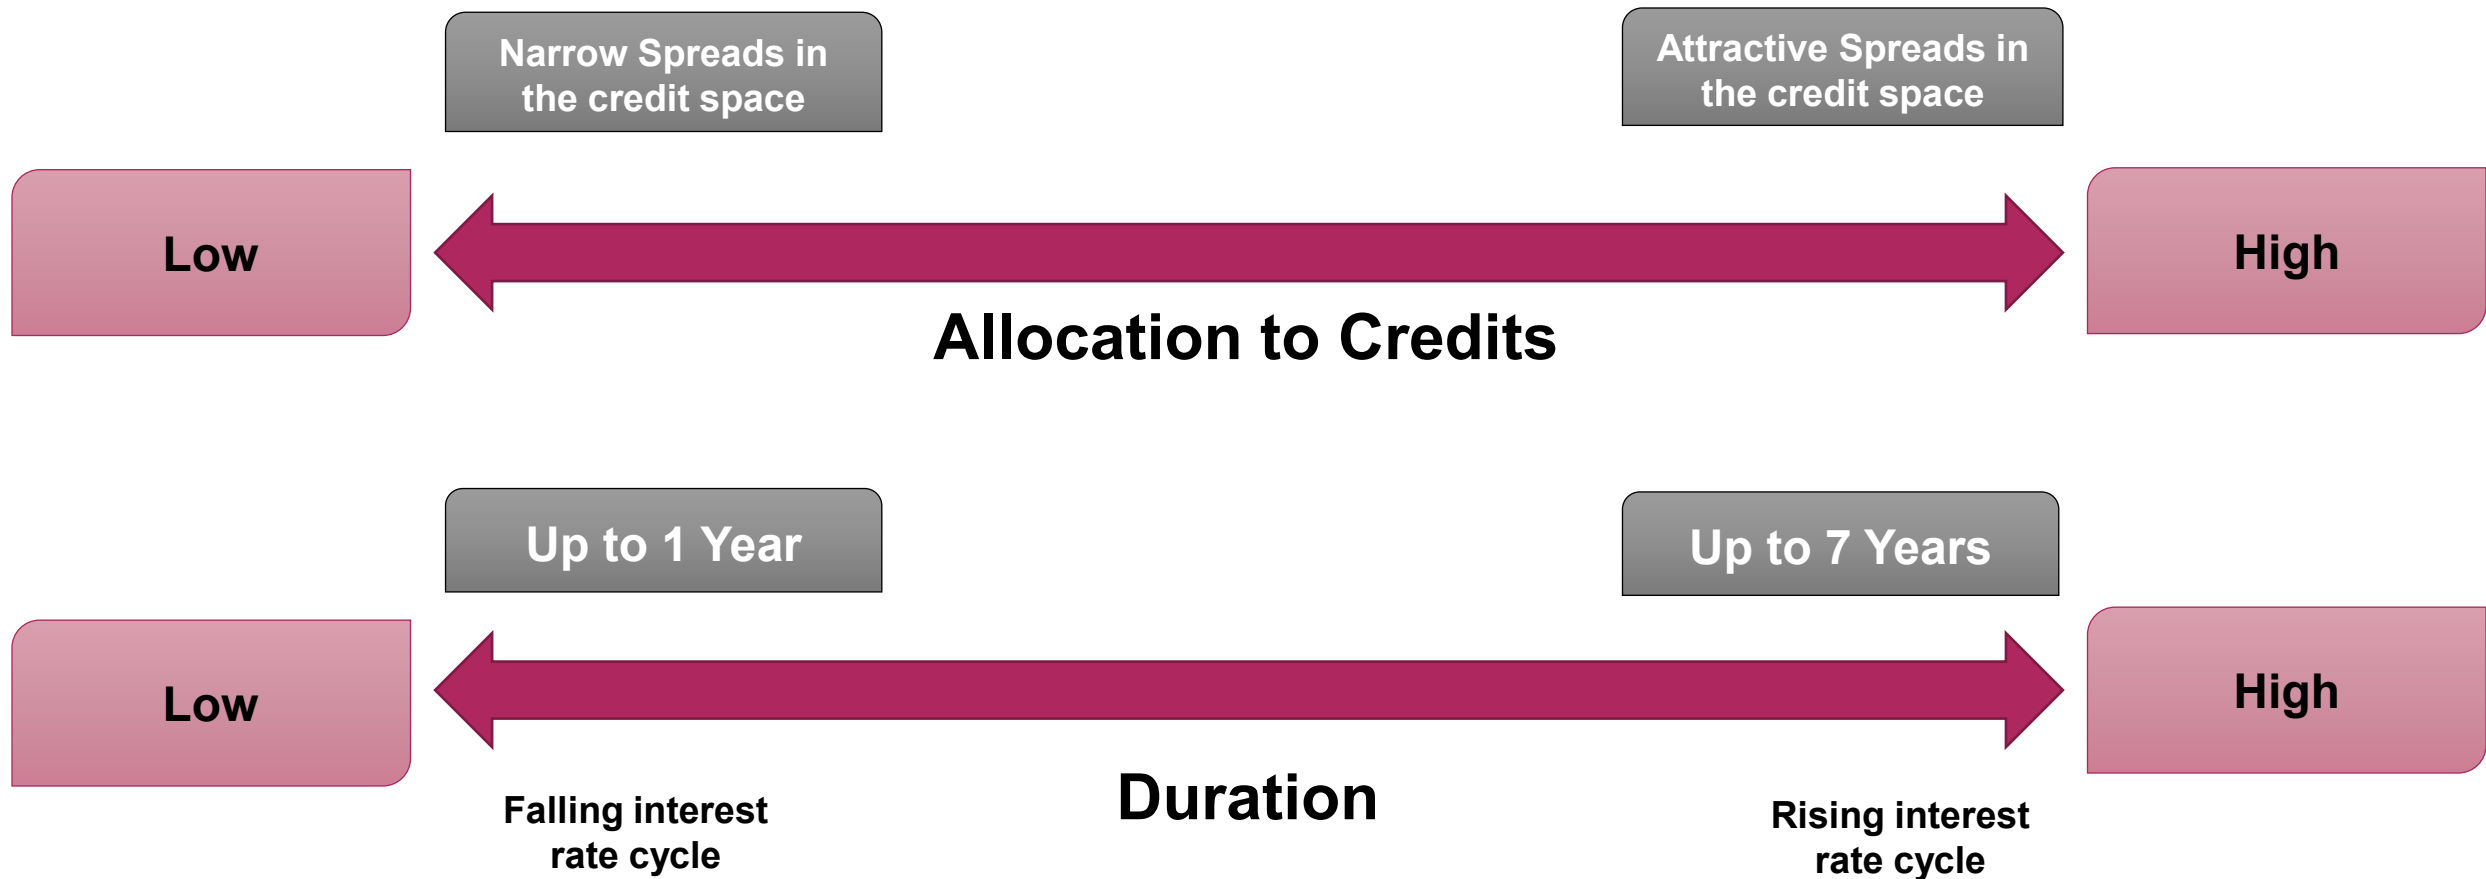 Narrow Spreads in
the credit space
Attractive Spreads in
the credit space
Low
High
Allocation to Credits
Up to 1 Year
Up to 7 Years
Low
High
Duration
Falling interest
rate cycle
Rising interest
rate cycle